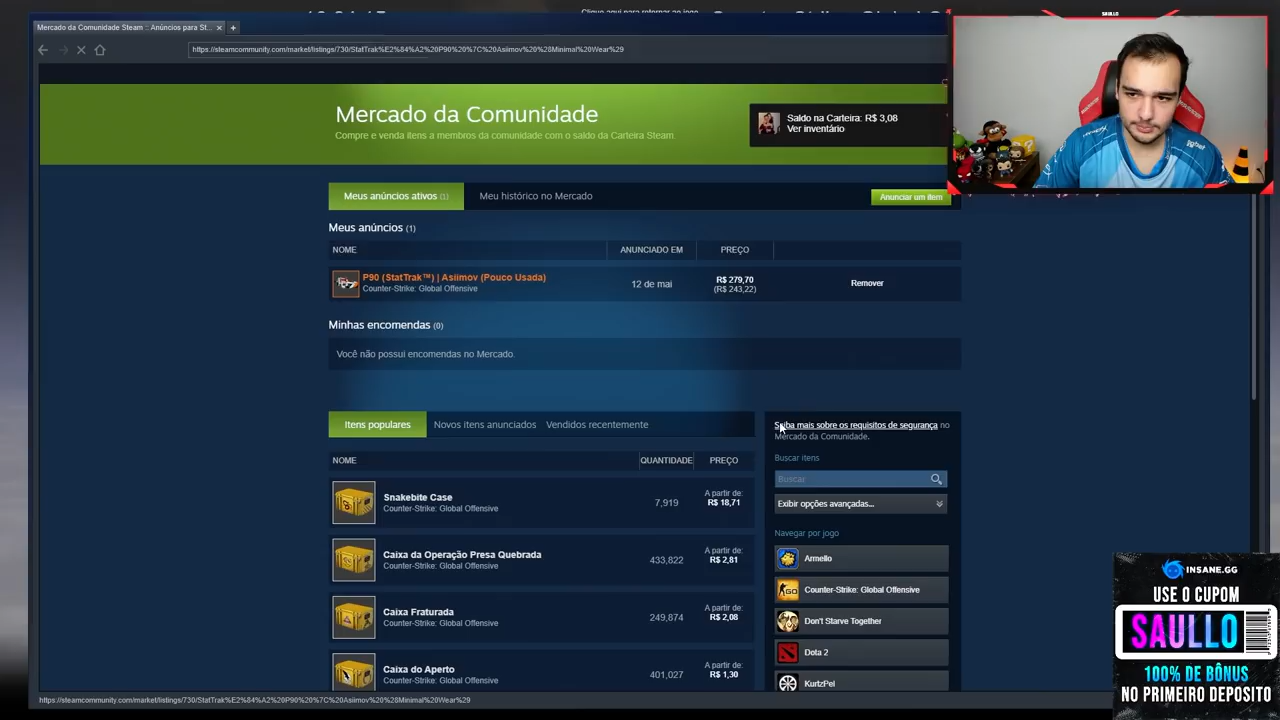 Clique aqui para retornar ao jogo
Mercado da Comunidade Steam :: Anúncios para St...
https://steamcommunity.com/market/listings/730/StatTrak%E2%84%A2%20P90%20%7C%20Asiimov%20%28Minimal%20Wear%29
SAULLO
Mercado da Comunidade
Compre e venda itens a membros da comunidade com o saldo da Carteira Steam.
Saldo na Carteira: R$ 3,08
Ver inventário
Meus anúncios ativos (1)
Meu histórico no Mercado
Anunciar um item
Meus anúncios (1)
NOME
ANUNCIADO EM
PREÇO
P90 (StatTrak™) | Asiimov (Pouco Usada)
Counter-Strike: Global Offensive
12 de mai
R$ 279,70
(R$ 243,22)
Remover
Minhas encomendas (0)
Você não possui encomendas no Mercado.
Itens populares
Novos itens anunciados
Vendidos recentemente
NOME
QUANTIDADE
PREÇO
Snakebite Case
Counter-Strike: Global Offensive
7,919
A partir de:
R$ 18,71
Caixa da Operação Presa Quebrada
Counter-Strike: Global Offensive
433,822
A partir de:
R$ 2,81
Caixa Fraturada
Counter-Strike: Global Offensive
249,874
A partir de:
R$ 2,08
Caixa do Aperto
Counter-Strike: Global Offensive
401,027
A partir de:
R$ 1,30
Saiba mais sobre os requisitos de segurança no
Mercado da Comunidade.
Buscar itens
Buscar
Exibir opções avançadas...
Navegar por jogo
Armello
Counter-Strike: Global Offensive
Don't Starve Together
Dota 2
KurtzPel
INSANE.GG
USE O CUPOM
SAULLO
100% DE BÔNUS
NO PRIMEIRO DEPOSITO
https://steamcommunity.com/market/listings/730/StatTrak%E2%84%A2%20P90%20%7C%20Asiimov%20%28Minimal%20Wear%29